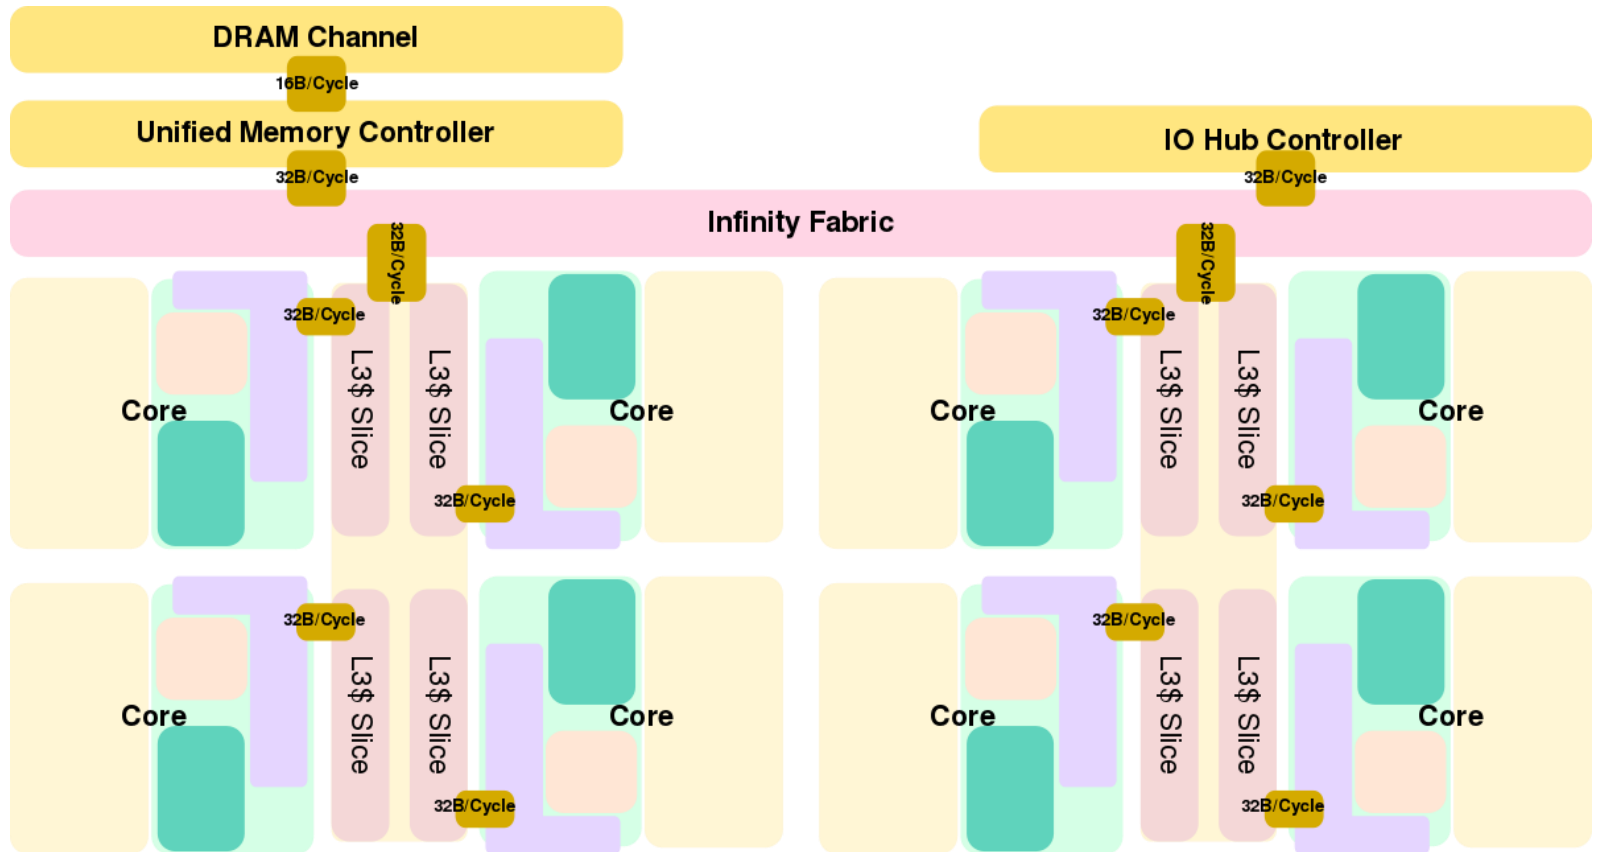 DRAM Channel
16B/Cycle
Unified Memory Controller
IO Hub Controller
32B/Cycle
32B/Cycle
Infinity Fabric
32B/Cycle
32B/Cycle
32B/Cycle
32B/Cycle
L3$ Slice
L3$ Slice
L3$ Slice
L3$ Slice
Core
Core
Core
Core
32B/Cycle
32B/Cycle
32B/Cycle
32B/Cycle
L3$ Slice
L3$ Slice
L3$ Slice
L3$ Slice
Core
Core
Core
Core
32B/Cycle
32B/Cycle